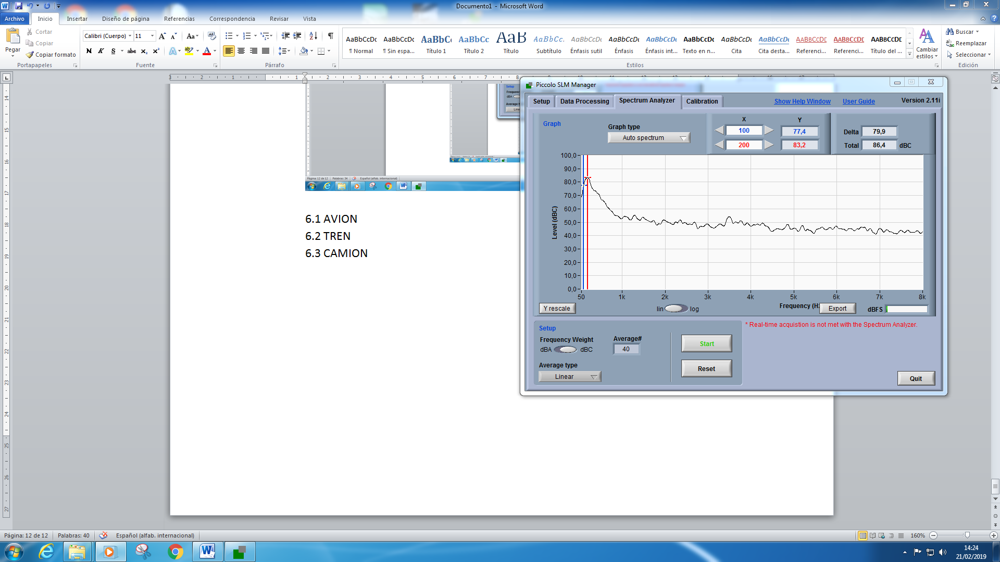 Documento1 - Microsoft Word
Archivo Inicio Insertar Diseño de página Referencias Correspondencia Revisar Vista
Pegar
Cortar
Copiar
Copiar formato
Portapapeles
Calibri (Cuerpo) 11
N K S abc
Fuente
Párrafo
AaBbCcDc AaBbCcDc AaBbC AaBbCc AaB AaBbCc. AaBbCcDc AaBbCcDc AaBbCcDc AaBbCcDc AaBbCcDc AaBbCcDc AABBCCDE AABBCCDE AABBCCDE
¶ Normal ¶ Sin espa... Título 1 Título 2 Título Subtítulo Énfasis sutil Énfasis Énfasis int... Texto en n... Cita Cita desta... Referenci... Referenci... Título del ...
Estilos
Cambiar estilos
Buscar
Reemplazar
Seleccionar
Edición
6.1 AVION
6.2 TREN
6.3 CAMION
Piccolo SLM Manager
Setup Data Processing Spectrum Analyzer Calibration
Show Help Window User Guide Version 2.11i
Graph
Graph type
Auto spectrum
X Y
100 77,4
200 83,2
Delta 79,9
Total 86,4 dBC
Level (dBC)
100,0
90,0
80,0
70,0
60,0
50,0
40,0
30,0
20,0
10,0
0,0
50 1k 2k 3k 4k 5k 6k 7k 8k
Y rescale
lin log
Frequency (Hz
Export
dBFS
* Real-time acquistion is not met with the Spectrum Analyzer.
Setup
Frequency Weight
dBA dBC
Average#
40
Average type
Linear
Start
Reset
Quit
Página: 12 de 12 Palabras: 40 Español (alfab. internacional)
160%
14:24
21/02/2019